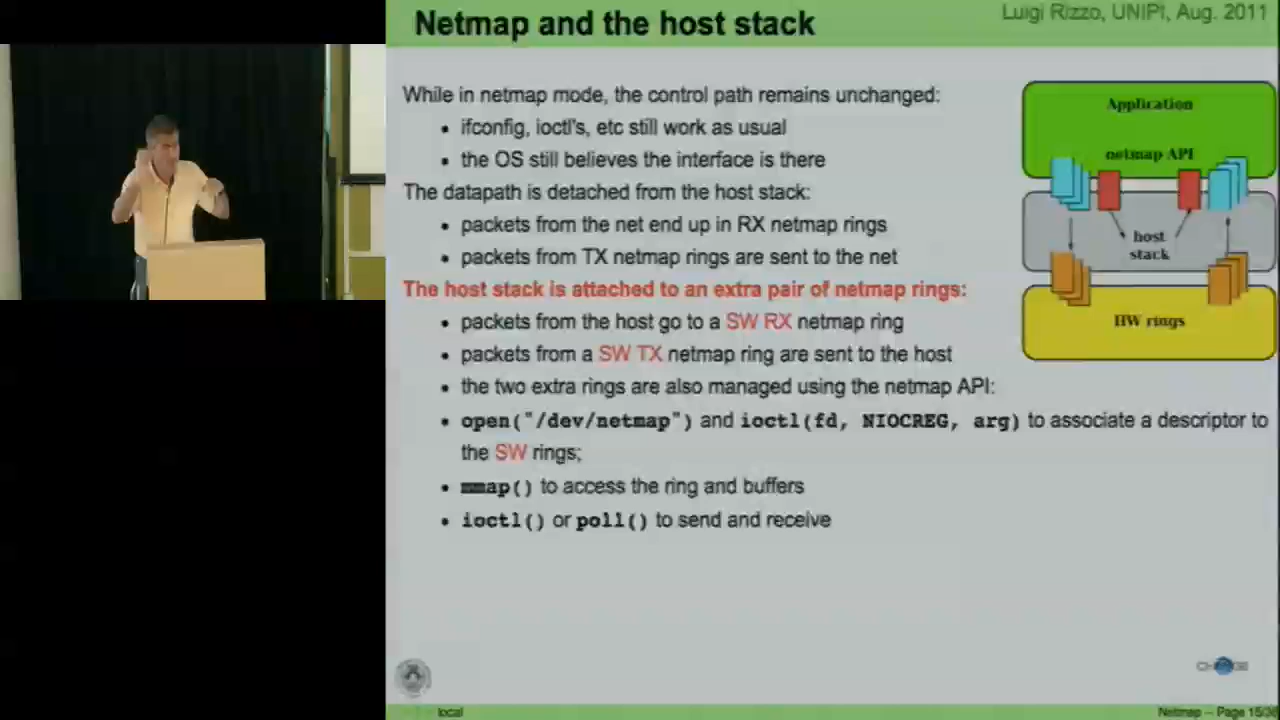 Netmap and the host stack
Luigi Rizzo, UNIPI, Aug. 2011
While in netmap mode, the control path remains unchanged:
• ifconfig, ioctl's, etc still work as usual
• the OS still believes the interface is there
The datapath is detached from the host stack:
• packets from the net end up in RX netmap rings
• packets from TX netmap rings are sent to the net
The host stack is attached to an extra pair of netmap rings:
• packets from the host go to a SW RX netmap ring
• packets from a SW TX netmap ring are sent to the host
• the two extra rings are also managed using the netmap API:
• open("/dev/netmap") and ioctl(fd, NIOCREG, arg) to associate a descriptor to
the SW rings;
• mmap() to access the ring and buffers
• ioctl() or poll() to send and receive
Application
netmap API
host
stack
HW rings
local
Netmap -- Page 15/36